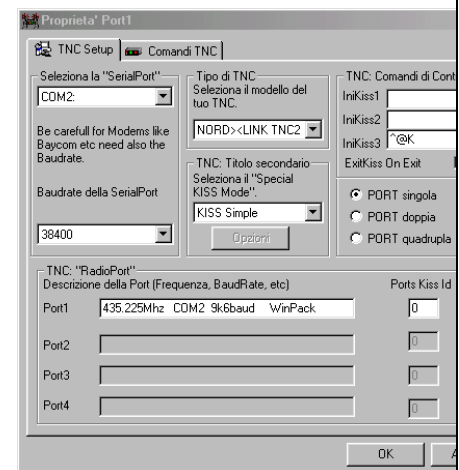 Proprieta' Port1
TNC Setup
Comandi TNC
Seleziona la "SerialPort"
COM2:
Be carefull for Modems like
Baycom etc need also the
Baudrate.
Baudrate della SerialPort
38400
Tipo di TNC
Seleziona il modello del
tuo TNC.
NORD><LINK TNC2
TNC: Titolo secondario
Seleziona il "Special
KISS Mode".
KISS Simple
Opzioni
TNC: Comandi di Cont
IniKiss1
IniKiss2
IniKiss3 ^@K
ExitKiss On Exit
PORT singola
PORT doppia
PORT quadrupla
TNC: "RadioPort"
Descrizione della Port (Frequenza, BaudRate, etc)
Ports Kiss Id
Port1 435.225Mhz COM2 9k6baud WinPack 0
Port2 0
Port3 0
Port4 0
OK
A